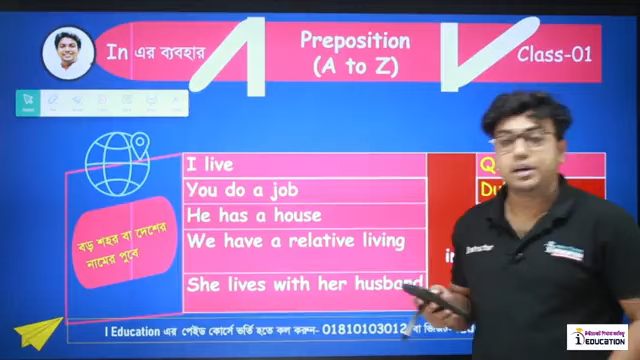 In এর ব্যবহার
Preposition
(A to Z)
Class-01
I live
You do a job
He has a house
We have a relative living
She lives with her husband
in
বড় শহর বা দেশের
নামের পুবে
Instructor
I Education এর পেইড কোর্সে ভর্তি হতে কল করুন- 01810103012 বা
EDUCATION